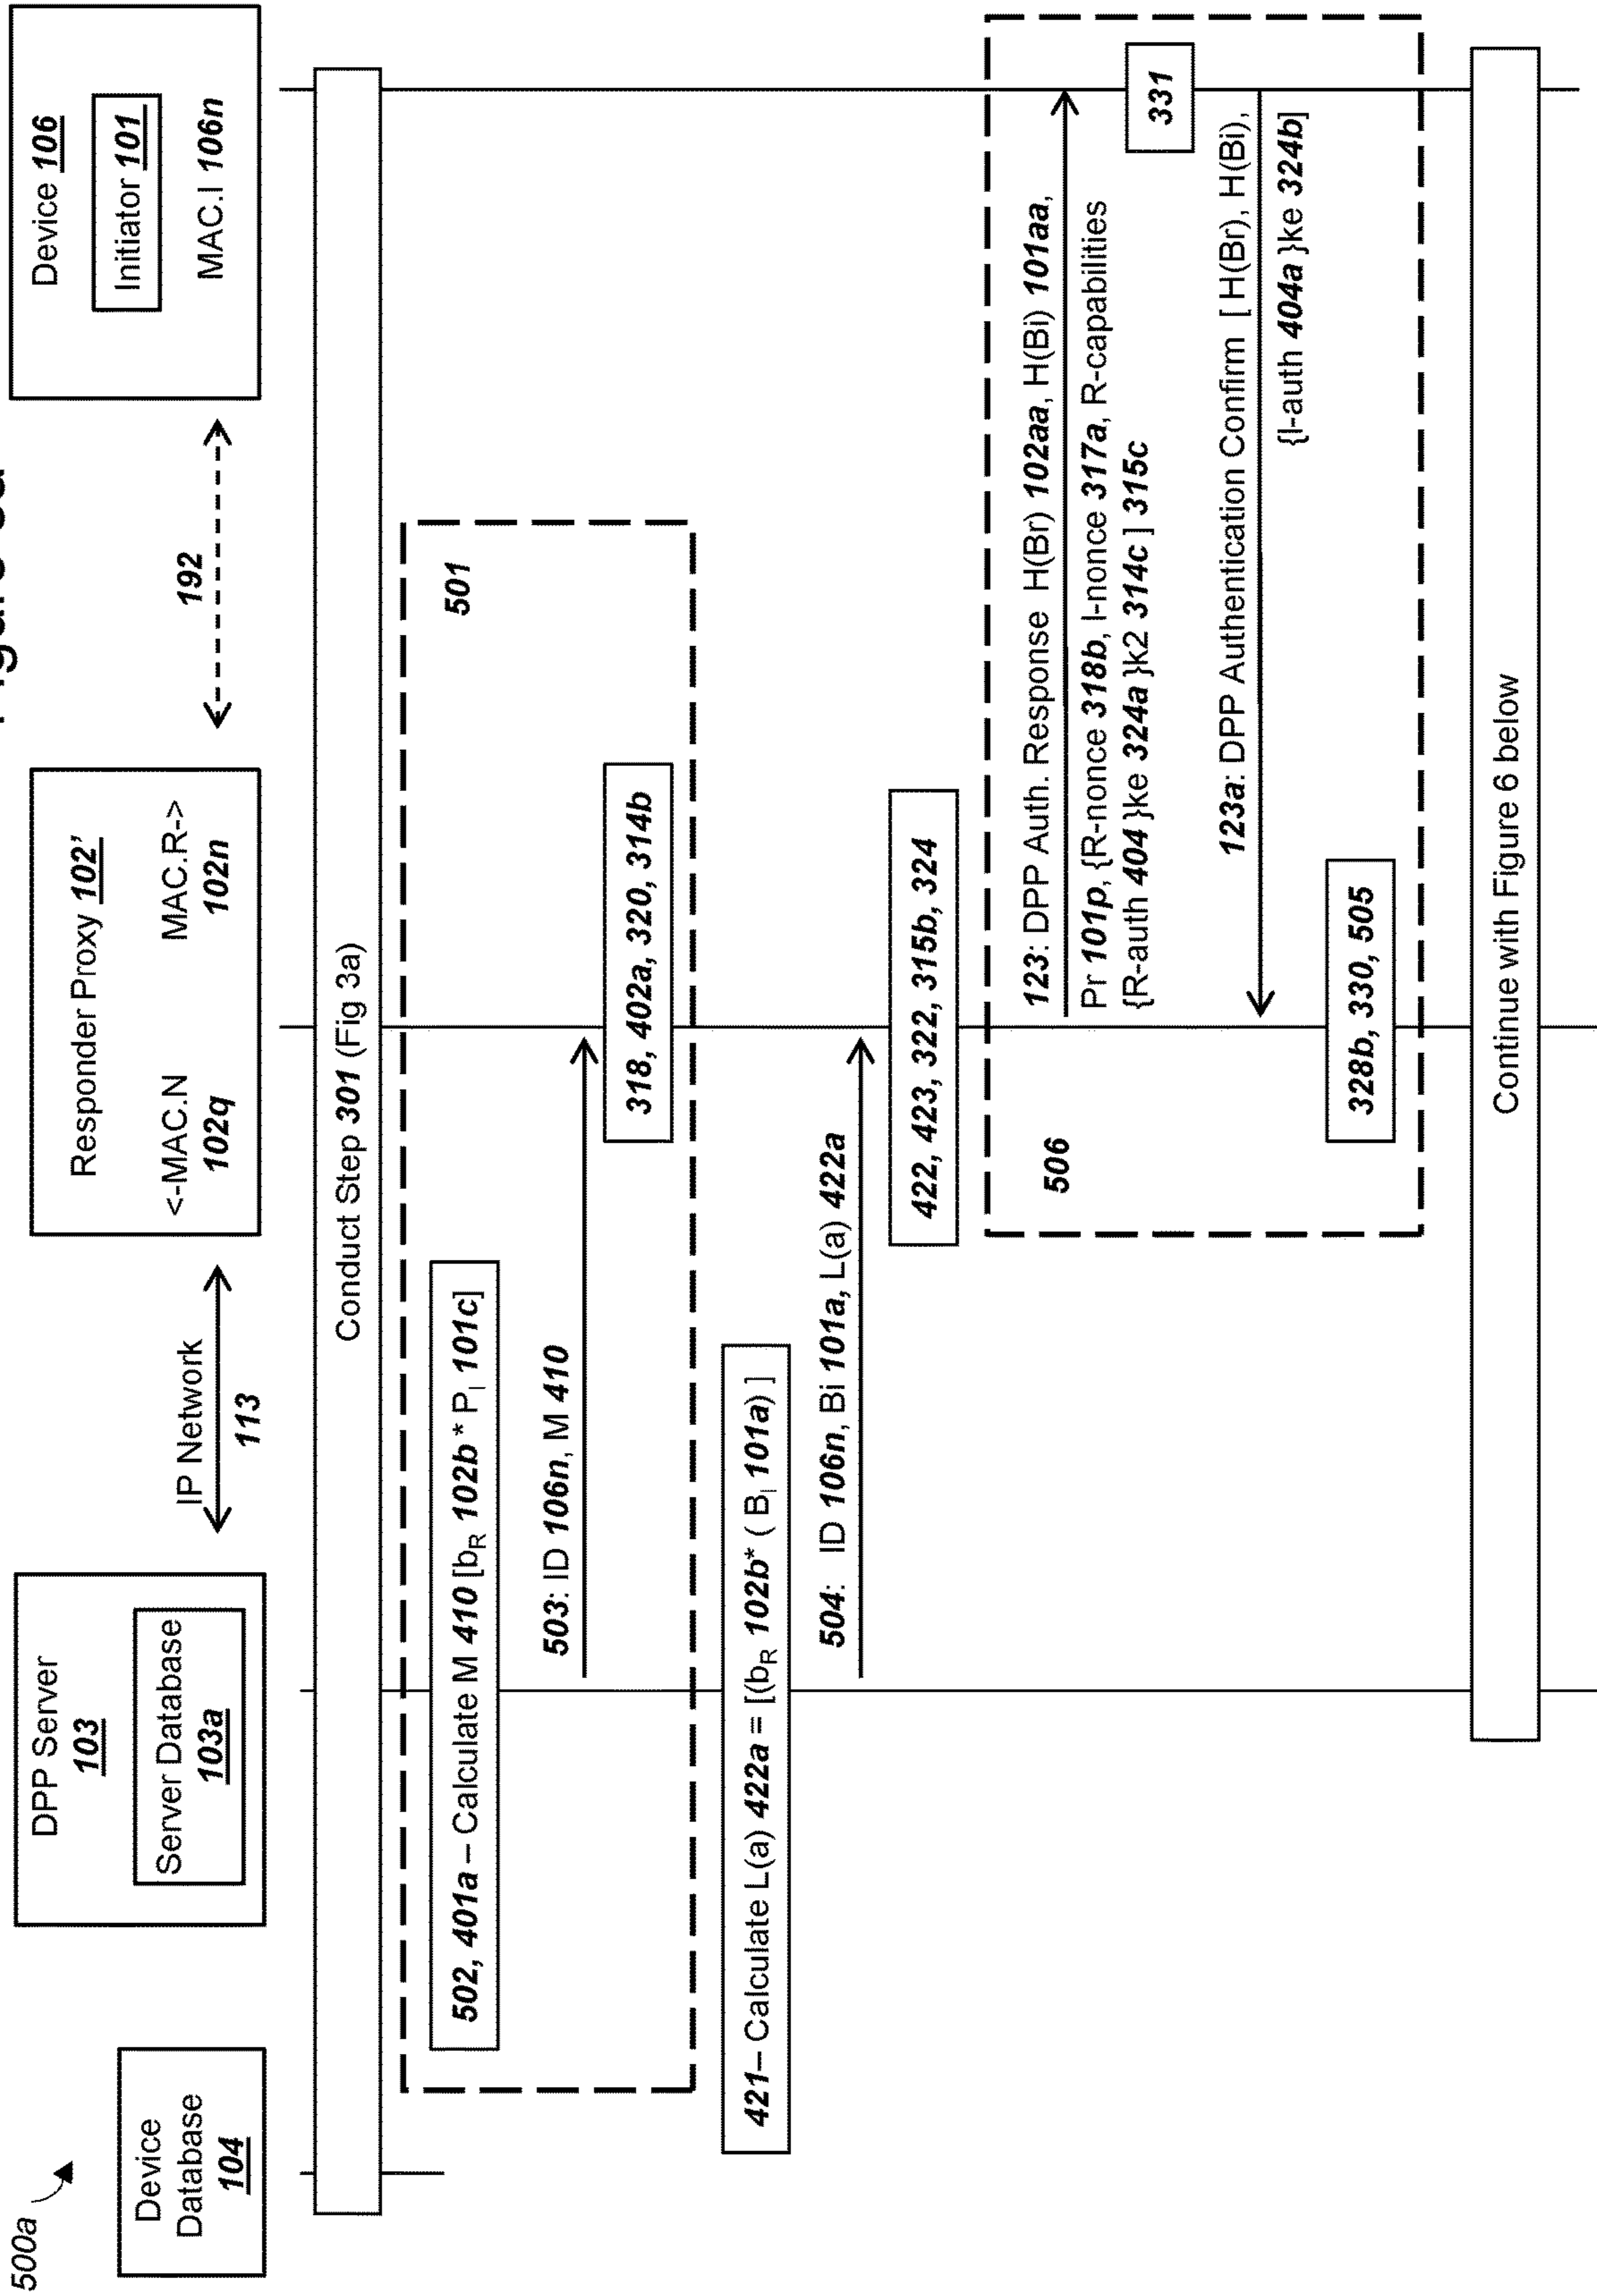 500a
Device
Database
104
DPP Server
103
Server Database
103a
IP Network
113
Responder Proxy 102’
<-MAC.N
102q
MAC.R->
102n
192
Device 106
Initiator 101
MAC.I 106n
Conduct Step 301 (Fig 3a)
501
502, 401a – Calculate M 410 [bR 102b * PI 101c]
503: ID 106n, M 410
318, 402a, 320, 314b
421– Calculate L(a) 422a = [(bR 102b* ( BI 101a) ]
504: ID 106n, Bi 101a, L(a) 422a
422, 423, 322, 315b, 324
506
123: DPP Auth. Response H(Br) 102aa, H(Bi) 101aa,
Pr 101p, {R-nonce 318b, I-nonce 317a, R-capabilities
{R-auth 404 }ke 324a }k2 314c ] 315c
331
123a: DPP Authentication Confirm [ H(Br), H(Bi),
{I-auth 404a }ke 324b]
328b, 330, 505
Continue with Figure 6 below